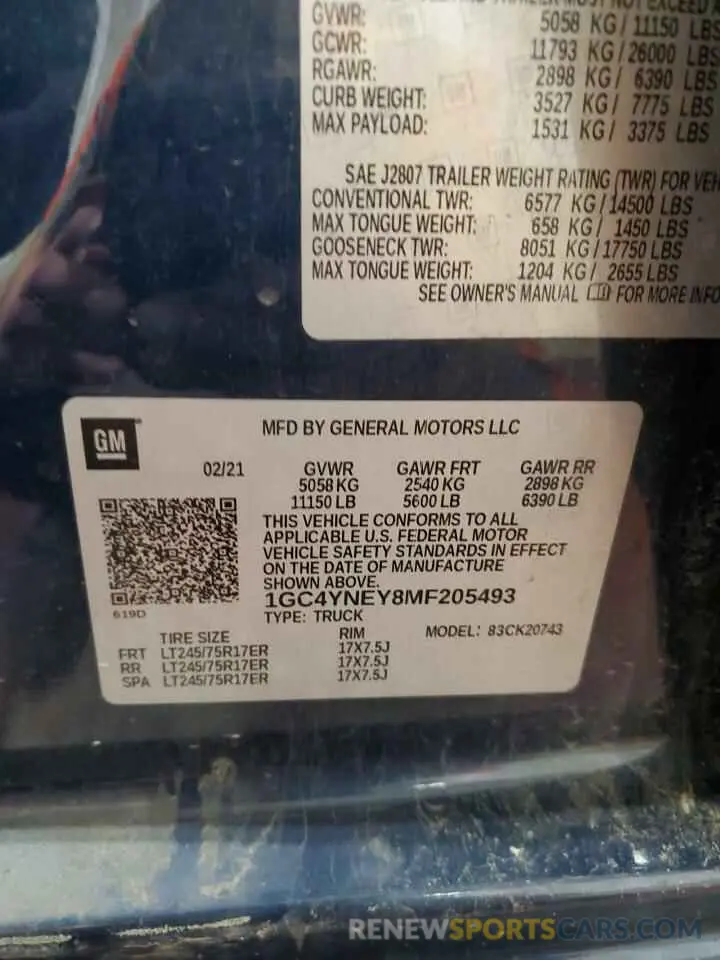 TRAILER MUST NOT EXCEED
GVWR: 5058 KG/ 11150 LBS
GCWR: 11793 KG/26000 LBS
RGAWR: 2898 KG/ 6390 LBS
CURB WEIGHT: 3527 KG/ 7775 LBS
MAX PAYLOAD: 1531 KG/ 3375 LBS
SAE J2807 TRAILER WEIGHT RATING (TWR) FOR
CONVENTIONAL TWR: 6577 KG/14500 LBS
MAX TONGUE WEIGHT: 658 KG/ 1450 LBS
GOOSENECK TWR: 8051 KG/17750 LBS
MAX TONGUE WEIGHT: 1204 KG/ 2655 LBS
SEE OWNER'S MANUAL FOR MORE INFO
GM
MFD BY GENERAL MOTORS LLC
02/21 GVWR GAWR FRT GAWR RR
5058 KG 2540 KG 2898 KG
11150 LB 5600 LB 6390 LB
THIS VEHICLE CONFORMS TO ALL
APPLICABLE U.S. FEDERAL MOTOR
VEHICLE SAFETY STANDARDS IN EFFECT
ON THE DATE OF MANUFACTURE
SHOWN ABOVE.
1GC4YNEY8MF205493
619D
TYPE: TRUCK MODEL: 83CK20743
TIRE SIZE RIM
FRT LT245/75R17ER 17X7.5J
RR LT245/75R17ER 17X7.5J
SPA LT245/75R17ER 17X7.5J
RENEWSPORTSCARS.COM